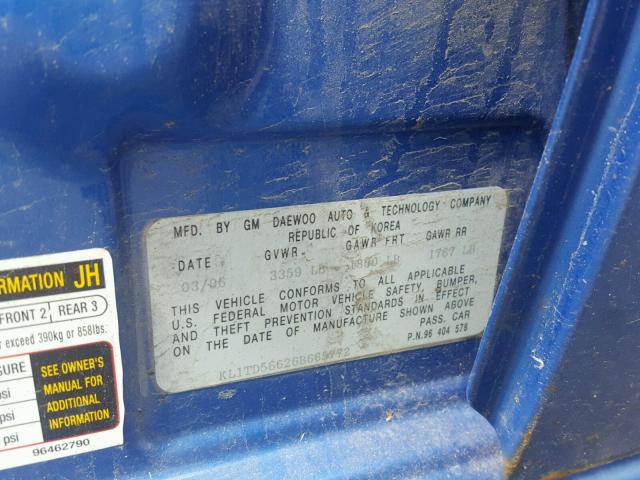 MFD. BY GM DAEWOO AUTO & TECHNOLOGY COMPANY
REPUBLIC OF KOREA
DATE GVWR GAWR FRT GAWR RR
03/06 3359 LB LB 1767 LB
THIS VEHICLE CONFORMS TO ALL APPLICABLE
U.S. FEDERAL MOTOR VEHICLE SAFETY, BUMPER,
AND THEFT PREVENTION STANDARDS IN EFFECT
ON THE DATE OF MANUFACTURE SHOWN ABOVE
PASS. CAR
P.N.96 404 578
RMATION JH
FRONT 2 REAR 3
exceed 390kg or 858lbs.
SURE
psi
psi
psi
SEE OWNER'S
MANUAL FOR
ADDITIONAL
INFORMATION
96462790